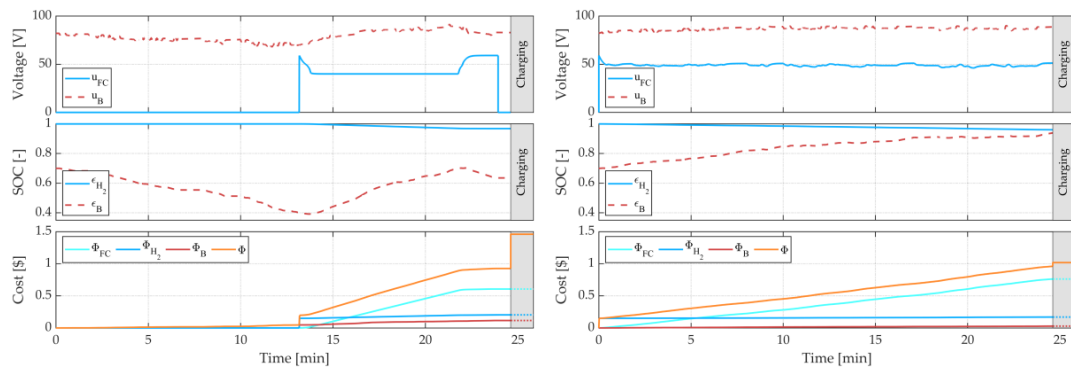 100
50
0
Voltage [V]
u_FC
u_B
Charging
1
0.8
0.6
0.4
SOC [-]
ϵ_H₂
ϵ_B
Charging
1.5
1
0.5
0
Cost [$]
Φ_FC Φ_H₂ Φ_B Φ
0 5 10 15 20 25
Time [min]
100
50
0
Voltage [V]
u_FC
u_B
Charging
1
0.8
0.6
0.4
SOC [-]
ϵ_H₂
ϵ_B
Charging
1.5
1
0.5
0
Cost [$]
Φ_FC Φ_H₂ Φ_B Φ
0 5 10 15 20 25
Time [min]